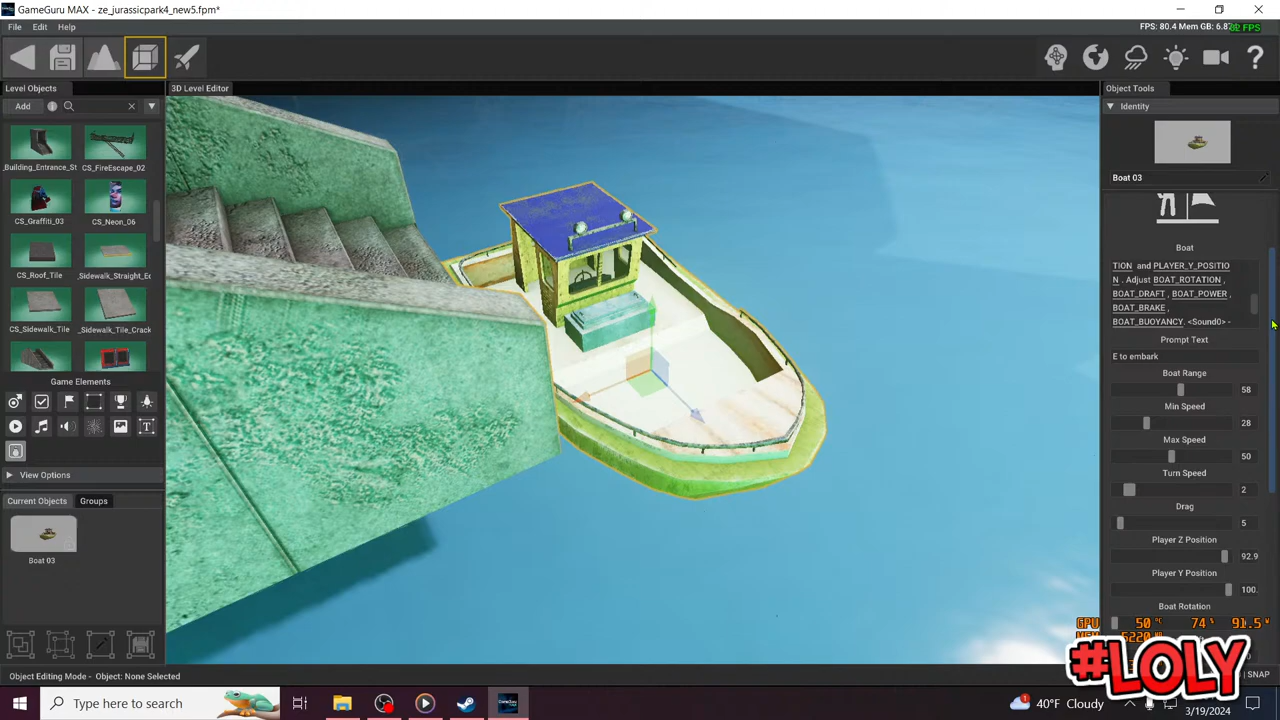 GameGuru MAX - ze_jurassicpark4_new5.fpm*
File Edit Help
FPS: 80.4 Mem GB: 6.8
FPS
Level Objects
3D Level Editor
Object Tools
Add
Identity
_Building_Entrance_St CS_FireEscape_02
Boat 03
CS_Graffiti_03 CS_Neon_06
Boat
TION and PLAYER_Y_POSITIO
N . Adjust BOAT_ROTATION ,
BOAT_DRAFT , BOAT_POWER ,
BOAT_BRAKE ,
BOAT_BUOYANCY. <Sound0> -
CS_Roof_Tile _Sidewalk_Straight_Ed
CS_Sidewalk_Tile _Sidewalk_Tile_Crack
Prompt Text
E to embark
Boat Range
58
Game Elements
Min Speed
28
Max Speed
50
View Options
Turn Speed
2
Current Objects Groups
Drag
5
Boat 03
Player Z Position
92.9
Player Y Position
100.
Boat Rotation
GPU 50 °C 74 % 91.5 W
5220
#LOLY
Object Editing Mode - Object: None Selected
SNAP
Type here to search
40°F Cloudy
3/19/2024